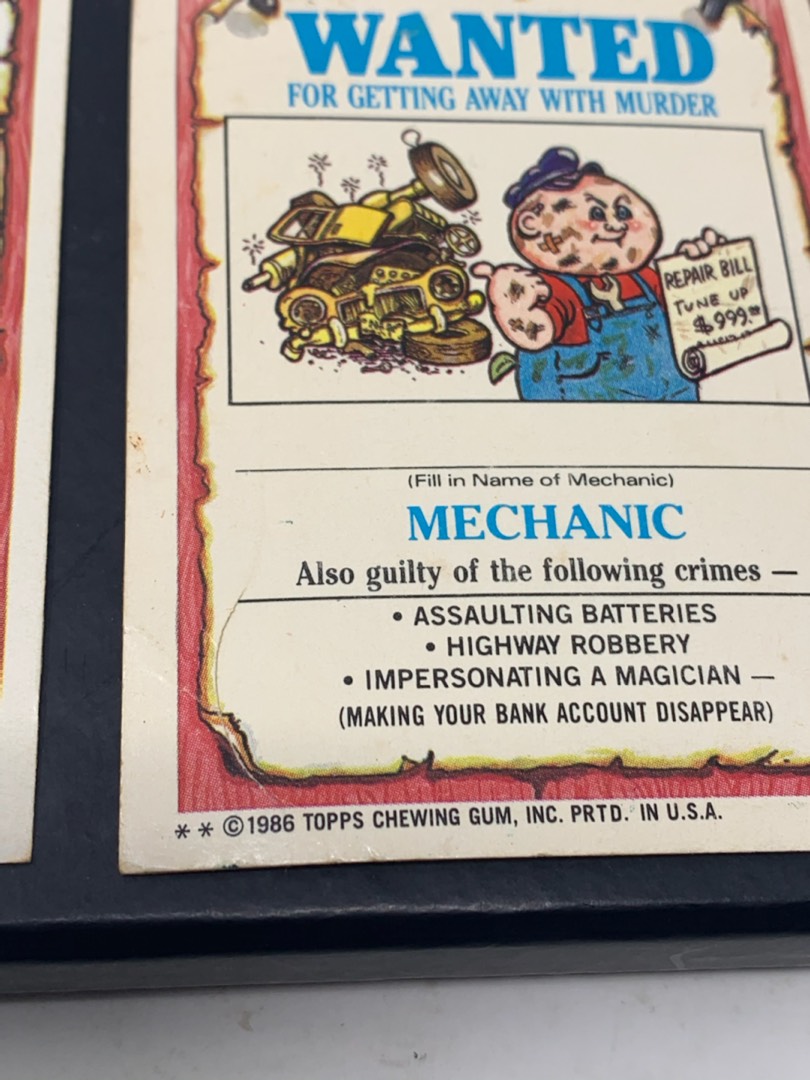 WANTED
FOR GETTING AWAY WITH MURDER
REPAIR BILL
TUNE UP
$999.00
(Fill in Name of Mechanic)
MECHANIC
Also guilty of the following crimes —
• ASSAULTING BATTERIES
• HIGHWAY ROBBERY
• IMPERSONATING A MAGICIAN —
(MAKING YOUR BANK ACCOUNT DISAPPEAR)
** ©1986 TOPPS CHEWING GUM, INC. PRTD. IN U.S.A.